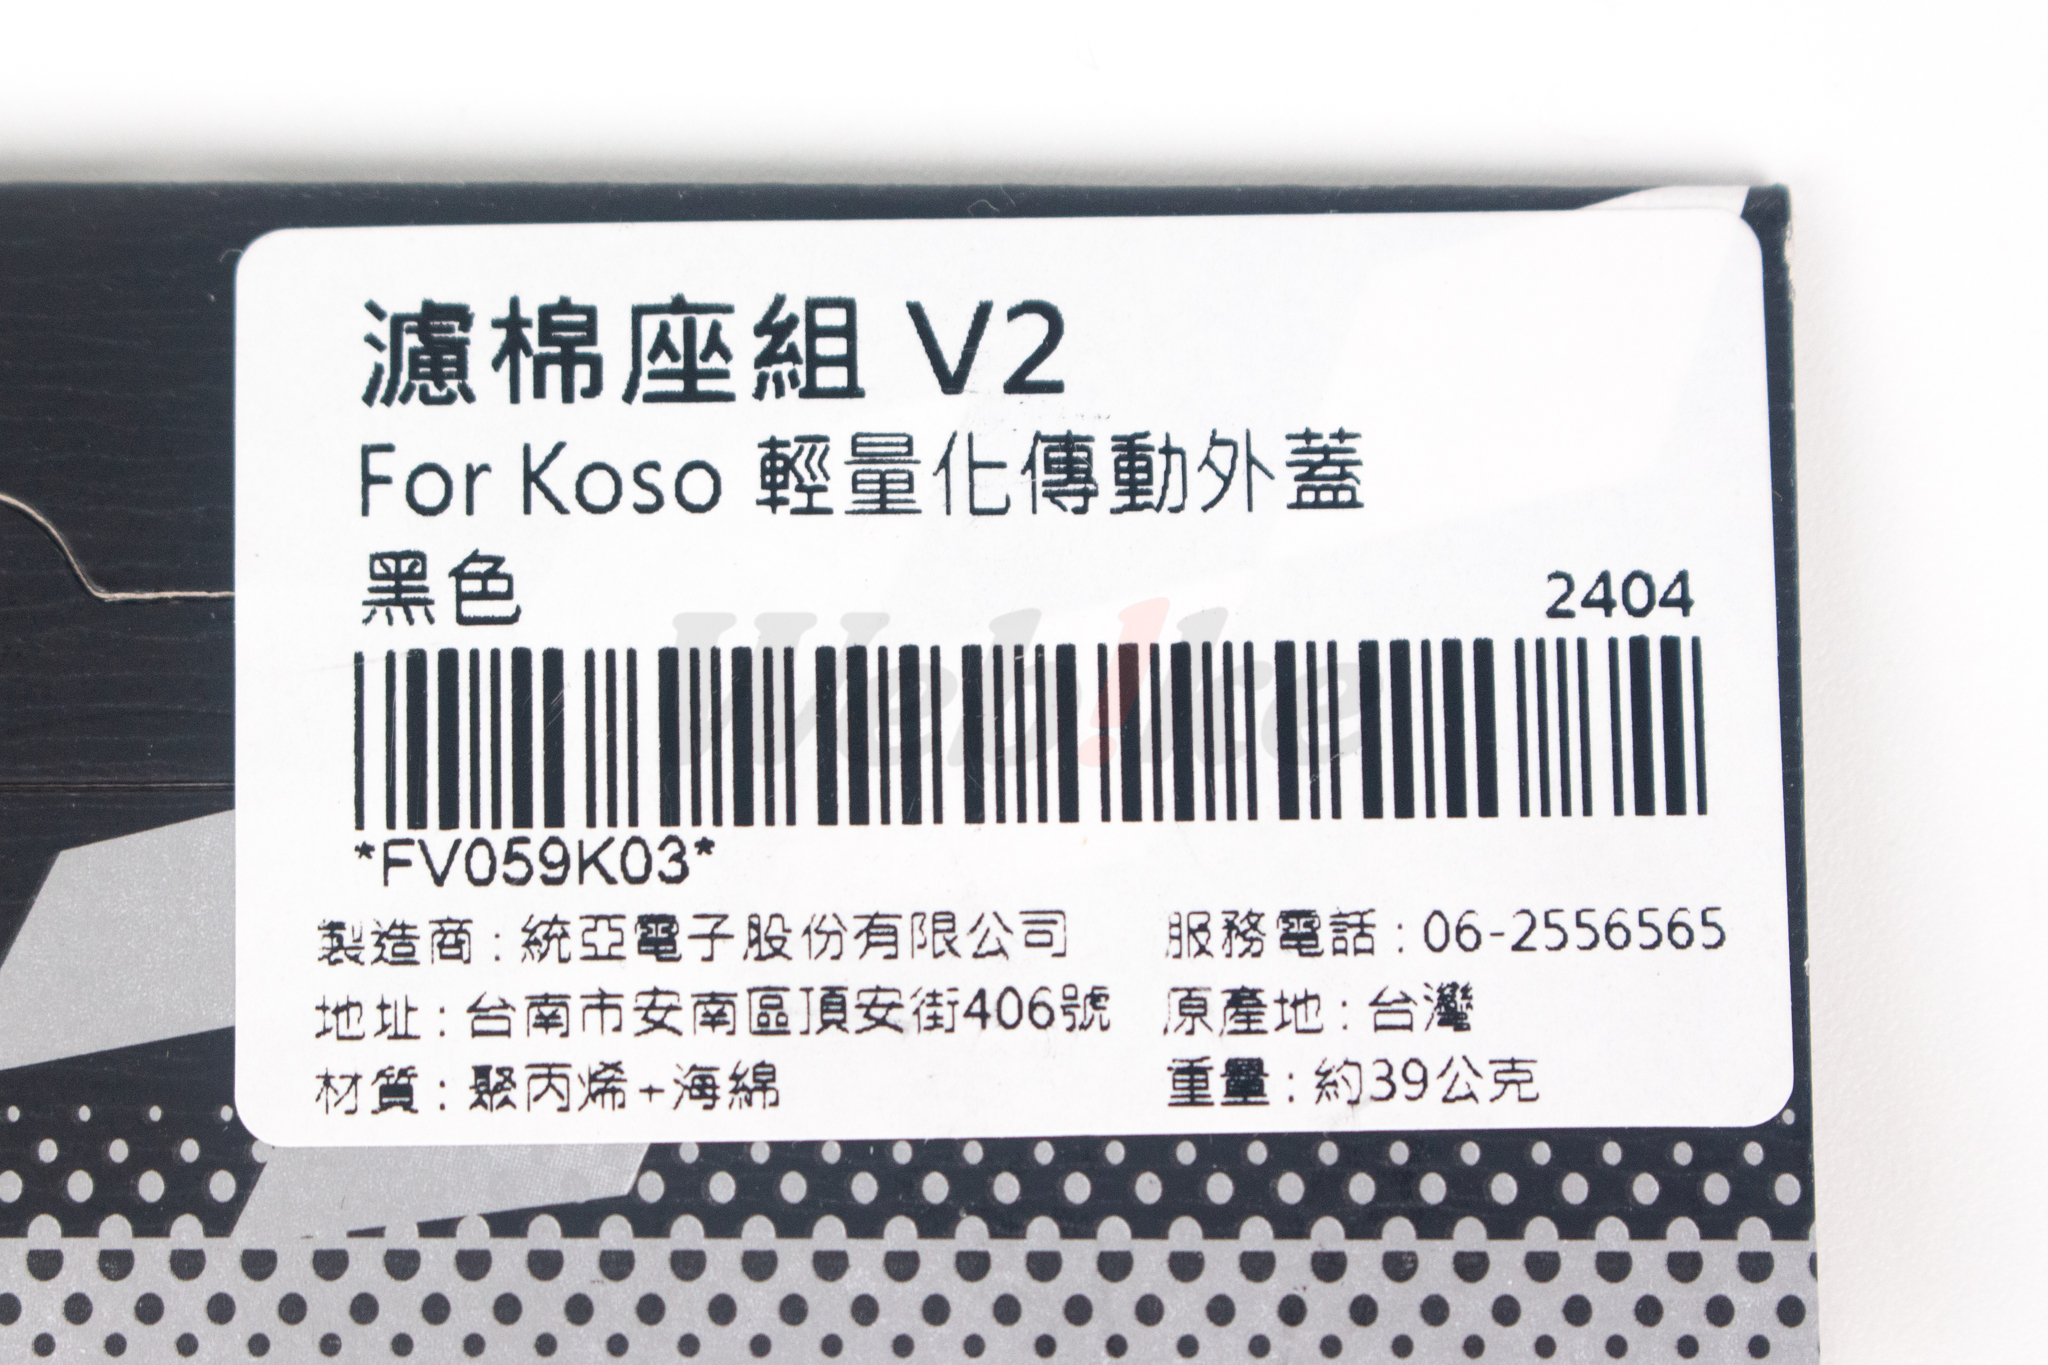 濾棉座組 V2
For Koso 輕量化傳動外蓋
黑色
2404
Webike
*FV059K03*
製造商:統亞電子股份有限公司 服務電話:06-2556565
地址:台南市安南區頂安街406號 原產地:台灣
材質:聚丙烯+海綿 重量:約39公克